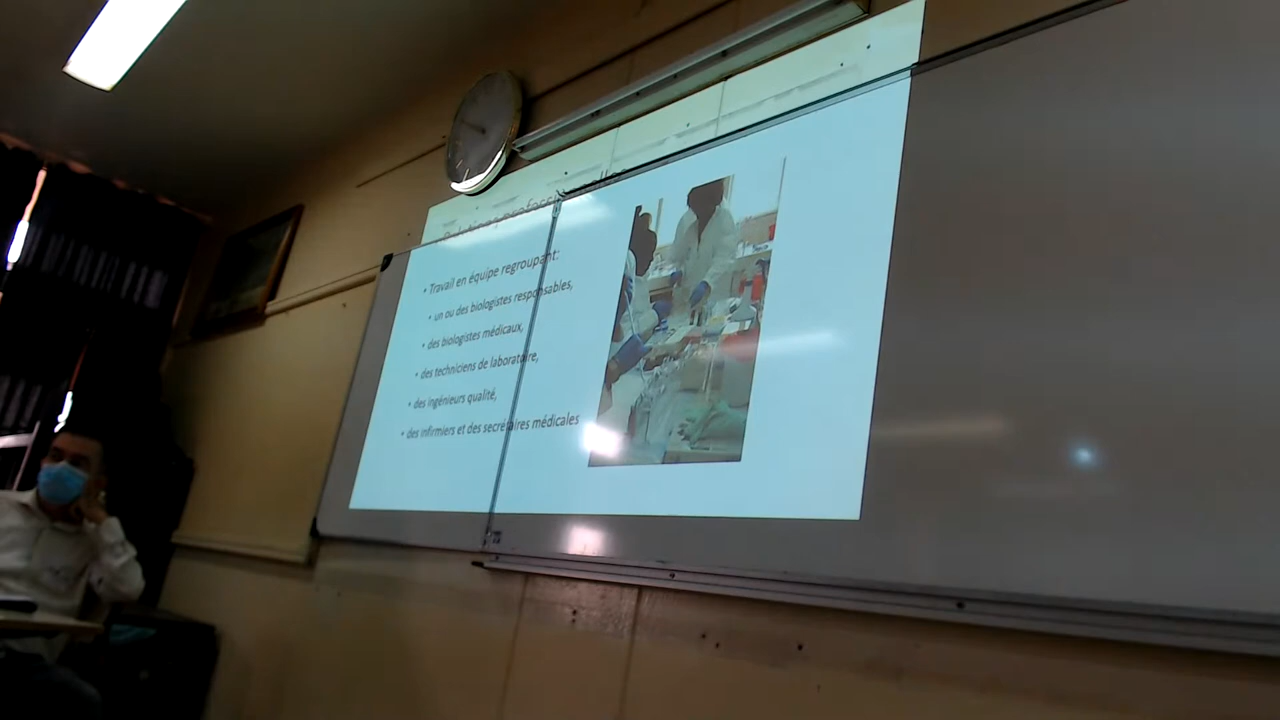 • Travail en équipe regroupant:
• un ou des biologistes responsables,
• des biologistes médicaux,
• des techniciens de laboratoire,
• des ingénieurs qualité,
• des infirmiers et des secrétaires médicales